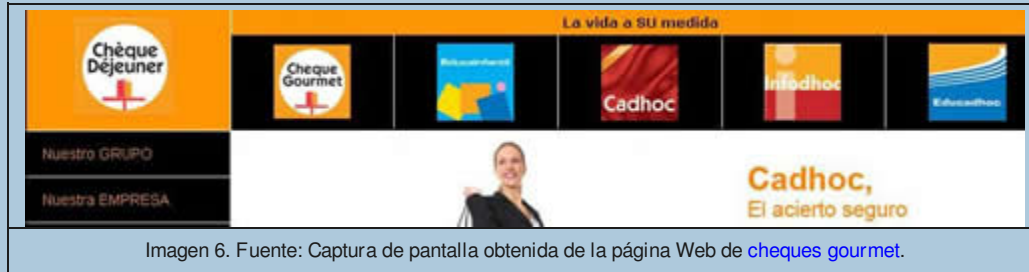 La vida a SU medida
Chèque
Déjeuner
Cheque
Gourmet
Educainfantil
Cadhoc
Infodhoc
Educadhoc
Nuestro GRUPO
Nuestra EMPRESA
Cadhoc,
El acierto seguro
Imagen 6. Fuente: Captura de pantalla obtenida de la página Web de cheques gourmet.